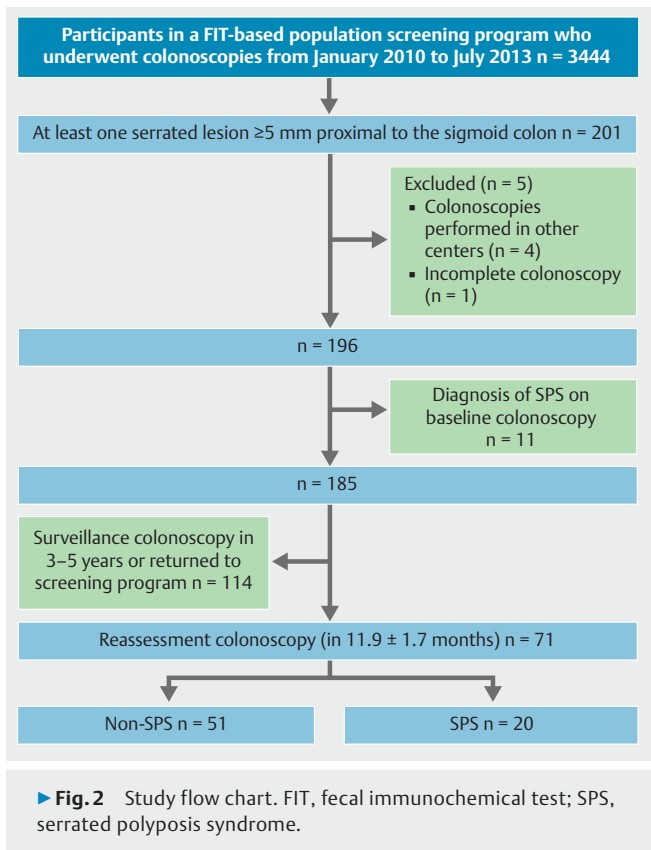 Participants in a FIT-based population screening program who
underwent colonoscopies from January 2010 to July 2013 n = 3444
At least one serrated lesion ≥5 mm proximal to the sigmoid colon n = 201
Excluded (n = 5)
▪ Colonoscopies
performed in other
centers (n = 4)
▪ Incomplete colonoscopy
(n = 1)
n = 196
Diagnosis of SPS on
baseline colonoscopy
n = 11
n = 185
Surveillance colonoscopy in
3–5 years or returned to
screening program n = 114
Reassessment colonoscopy (in 11.9 ± 1.7 months) n = 71
Non-SPS n = 51
SPS n = 20
▶ Fig. 2 Study flow chart. FIT, fecal immunochemical test; SPS,
serrated polyposis syndrome.